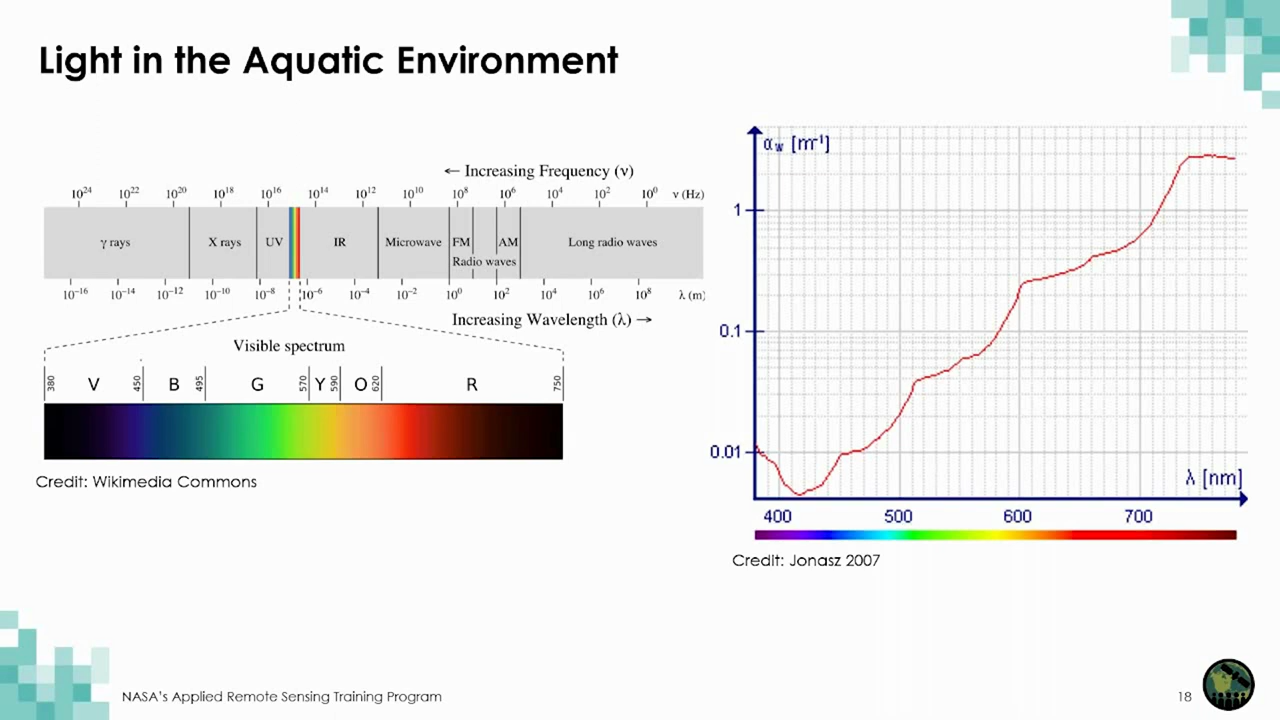 Light in the Aquatic Environment
← Increasing Frequency (ν)
10²⁴ 10²² 10²⁰ 10¹⁸ 10¹⁶ 10¹⁴ 10¹² 10¹⁰ 10⁸ 10⁶ 10⁴ 10² 10⁰ ν (Hz)
γ rays X rays UV IR Microwave FM AM Long radio waves
Radio waves
10⁻¹⁶ 10⁻¹⁴ 10⁻¹² 10⁻¹⁰ 10⁻⁸ 10⁻⁶ 10⁻⁴ 10⁻² 10⁰ 10² 10⁴ 10⁶ 10⁸ λ (m)
Increasing Wavelength (λ) →
Visible spectrum
380 V 450 B 495 G 570 Y 590 O 620 R 750
Credit: Wikimedia Commons
αw [m⁻¹]
1
0.1
0.01
λ [nm]
400 500 600 700
Credit: Jonasz 2007
NASA's Applied Remote Sensing Training Program
18